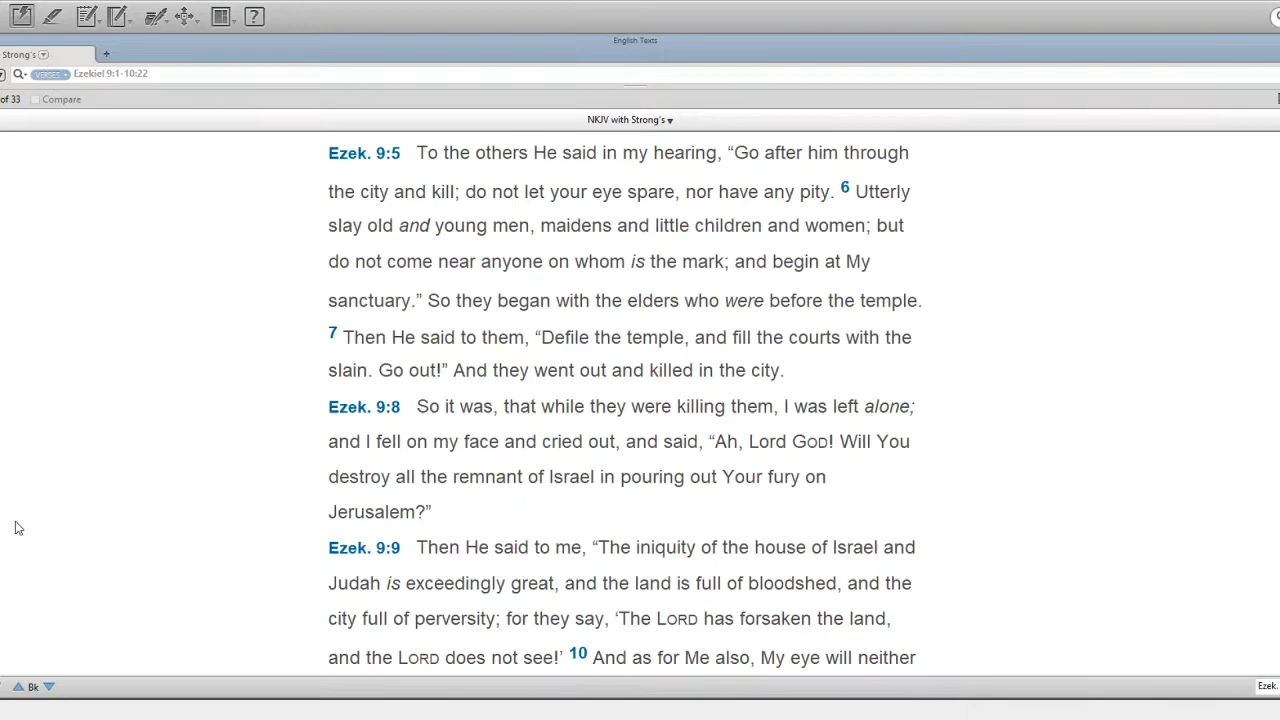 English Texts
Strong's
+
VERSES Ezekiel 9:1-10:22
of 33 Compare
NKJV with Strong's
Ezek. 9:5 To the others He said in my hearing, “Go after him through
the city and kill; do not let your eye spare, nor have any pity. 6 Utterly
slay old and young men, maidens and little children and women; but
do not come near anyone on whom is the mark; and begin at My
sanctuary.” So they began with the elders who were before the temple.
7 Then He said to them, “Defile the temple, and fill the courts with the
slain. Go out!” And they went out and killed in the city.
Ezek. 9:8 So it was, that while they were killing them, I was left alone;
and I fell on my face and cried out, and said, “Ah, Lord GOD! Will You
destroy all the remnant of Israel in pouring out Your fury on
Jerusalem?”
Ezek. 9:9 Then He said to me, “The iniquity of the house of Israel and
Judah is exceedingly great, and the land is full of bloodshed, and the
city full of perversity; for they say, ‘The LORD has forsaken the land,
and the LORD does not see!’ 10 And as for Me also, My eye will neither
Bk
Ezek.